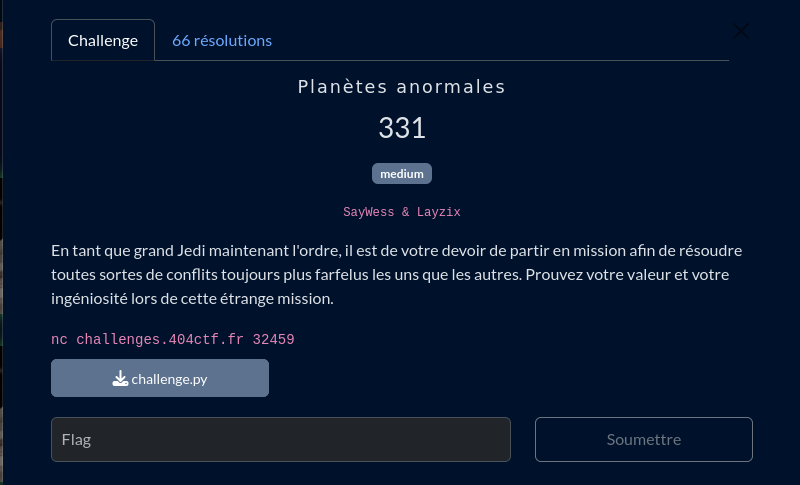 Challenge
66 résolutions
Planètes anormales
331
medium
SayWess & Layzix
En tant que grand Jedi maintenant l'ordre, il est de votre devoir de partir en mission afin de résoudre
toutes sortes de conflits toujours plus farfelus les uns que les autres. Prouvez votre valeur et votre
ingéniosité lors de cette étrange mission.
nc challenges.404ctf.fr 32459
challenge.py
Flag
Soumettre